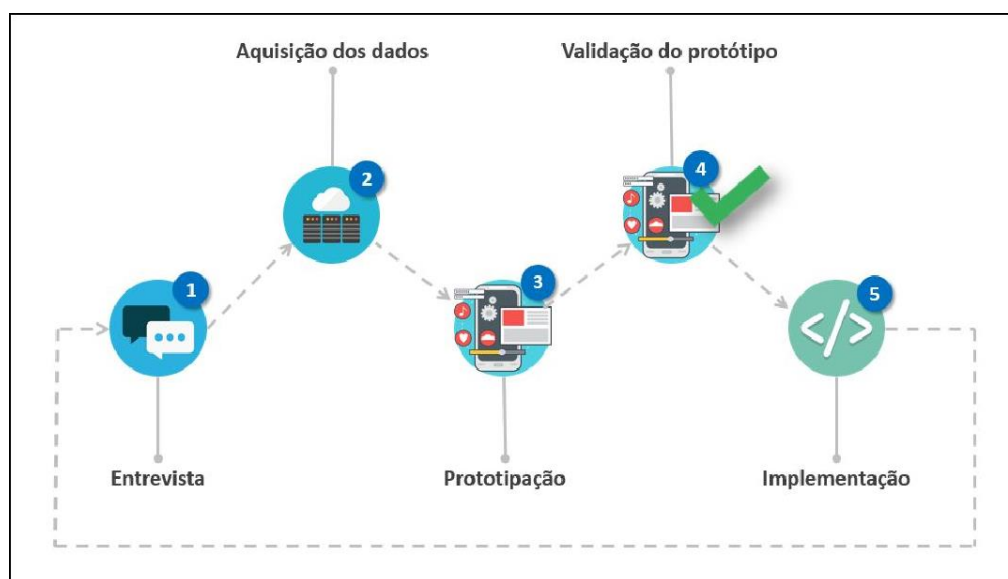 Aquisição dos dados
Validação do protótipo
2
4
1
3
5
</>
Entrevista
Prototipação
Implementação